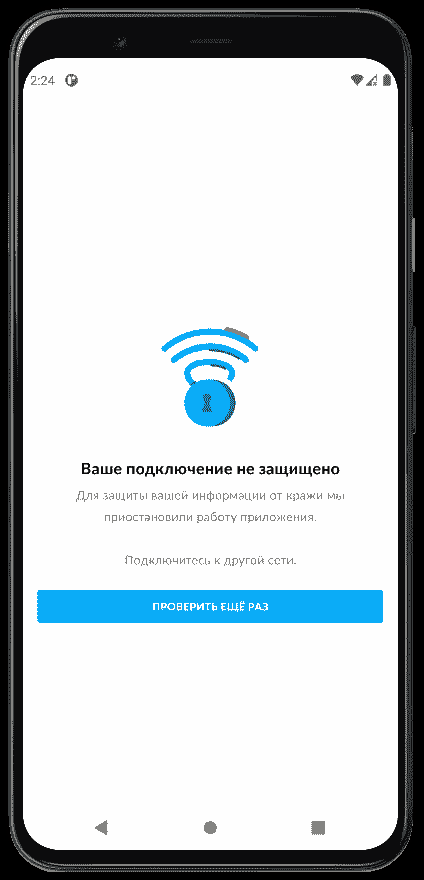 2:24
Ваше подключение не защищено
Для защиты вашей информации от кражи мы
приостановили работу приложения.
Подключитесь к другой сети.
ПРОВЕРИТЬ ЕЩЁ РАЗ